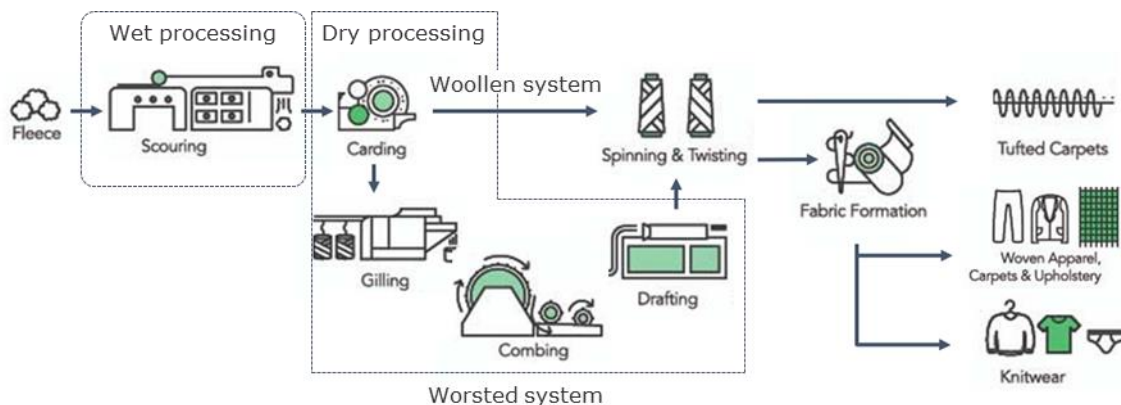 Wet processing
Dry processing
Woollen system
Fleece
Scouring
Carding
Spinning & Twisting
Tufted Carpets
Fabric Formation
Gilling
Combing
Drafting
Woven Apparel,
Carpets & Upholstery
Knitwear
Worsted system